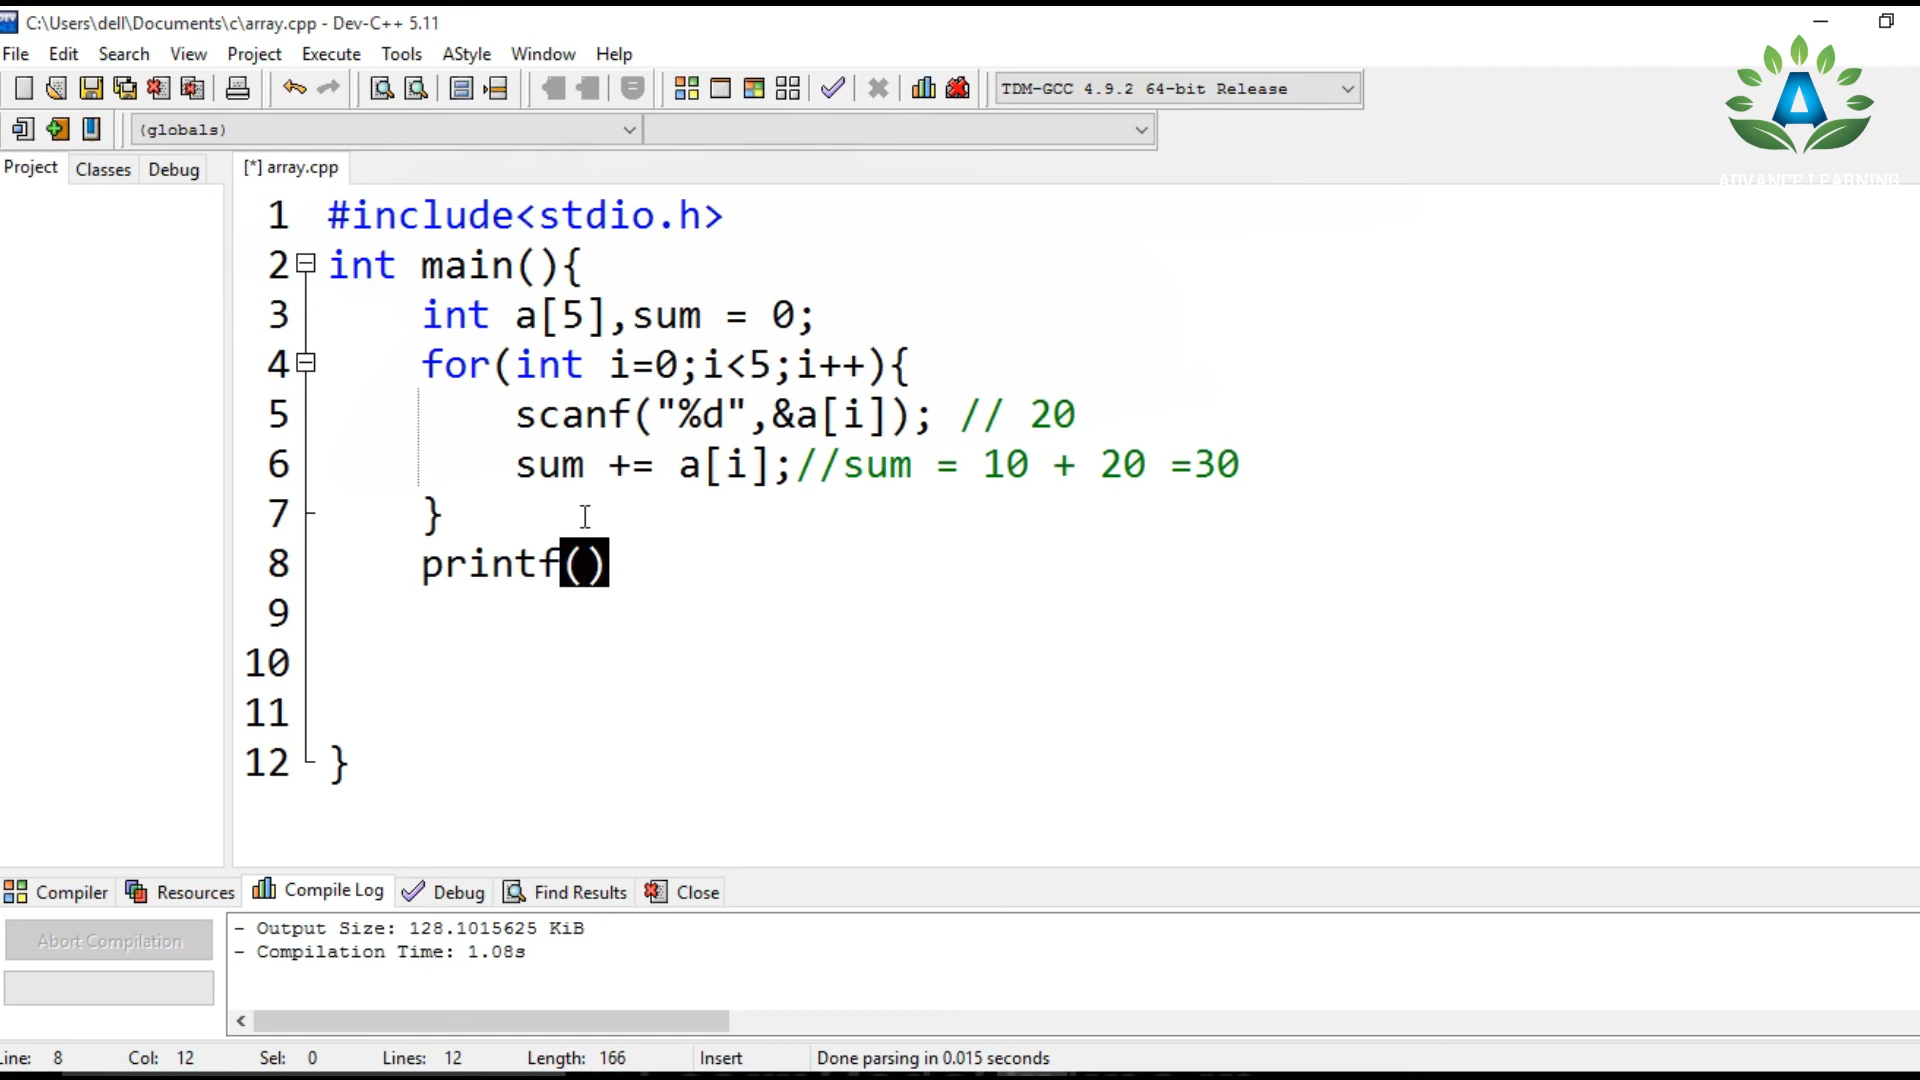 C:\Users\dell\Documents\c\array.cpp - Dev-C++ 5.11
File Edit Search View Project Execute Tools AStyle Window Help
TDM-GCC 4.9.2 64-bit Release
(globals)
ADVANCE LEARNING
Project Classes Debug
[*] array.cpp
1 #include<stdio.h>
2 int main(){
3 int a[5],sum = 0;
4 for(int i=0;i<5;i++){
5 scanf("%d",&a[i]); // 20
6 sum += a[i];//sum = 10 + 20 =30
7 }
8 printf()
9
10
11
12 }
Compiler Resources Compile Log Debug Find Results Close
Abort Compilation
- Output Size: 128.1015625 KiB
- Compilation Time: 1.08s
Line: 8 Col: 12 Sel: 0 Lines: 12 Length: 166 Insert Done parsing in 0.015 seconds